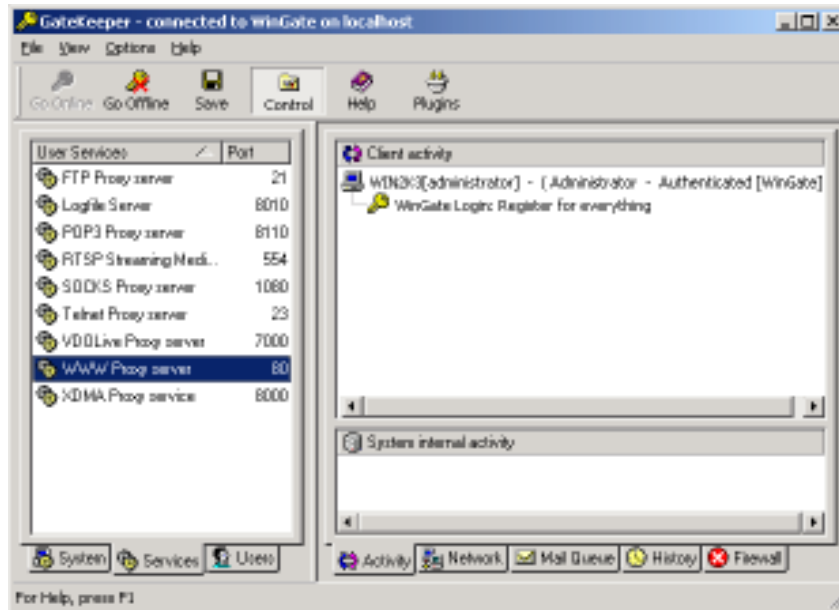 GateKeeper - connected to WinGate on localhost
File View Options Help
Go Online Go Offline Save Control Help Plugins
User Services Port
FTP Proxy server 21
Logfile Server 8010
POP3 Proxy server 8110
RTSP Streaming Medi... 554
SOCKS Proxy server 1080
Telnet Proxy server 23
VDOLive Proxy server 7000
WWW Proxy server 80
XDMA Proxy service 8000
System Services Users
Client activity
WIN2K3[administrator] - ( Administrator - Authenticated [WinGate]
WinGate Login: Register for everything
System internal activity
Activity Network Mail Queue History Firewall
For Help, press F1